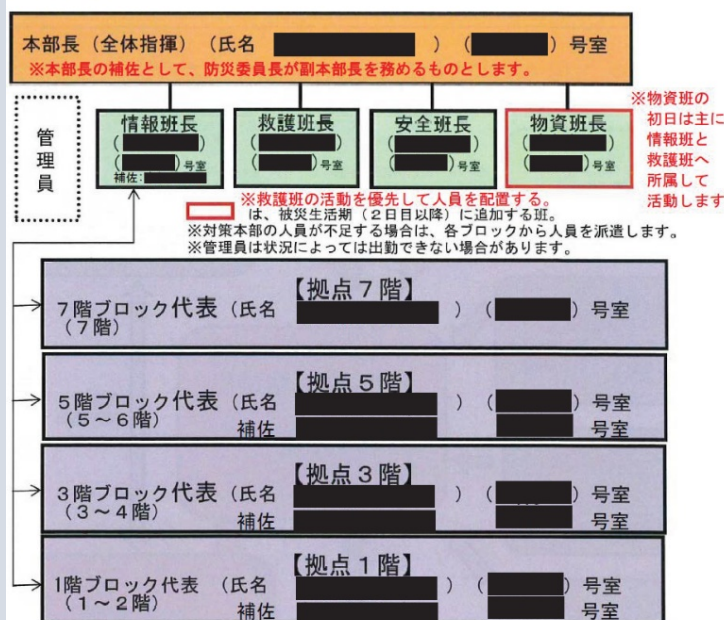 本部長（全体指揮）（氏名　　　）（　　　）号室
※本部長の補佐として、防災委員長が副本部長を務めるものとします。
管理員
情報班長
（　　　）
（　　　）号室
補佐：
救護班長
（　　　）
（　　　）号室
安全班長
（　　　）
（　　　）号室
物資班長
（　　　）
（　　　）号室
※物資班の
初日は主に
情報班と
救護班へ
所属して
活動します
※救護班の活動を優先して人員を配置する。
は、被災生活期（２日目以降）に追加する班。
※対策本部の人員が不足する場合は、各ブロックから人員を派遣します。
※管理員は状況によっては出勤できない場合があります。
【拠点７階】
7階ブロック代表（氏名　　　）（　　　）号室
（７階）
【拠点５階】
5階ブロック代表（氏名　　　）（　　　）号室
（５～６階）
補佐　　　号室
【拠点３階】
3階ブロック代表（氏名　　　）（　　　）号室
（３～４階）
補佐　　　号室
【拠点１階】
1階ブロック代表（氏名　　　）（　　　）号室
（１～２階）
補佐　　　号室